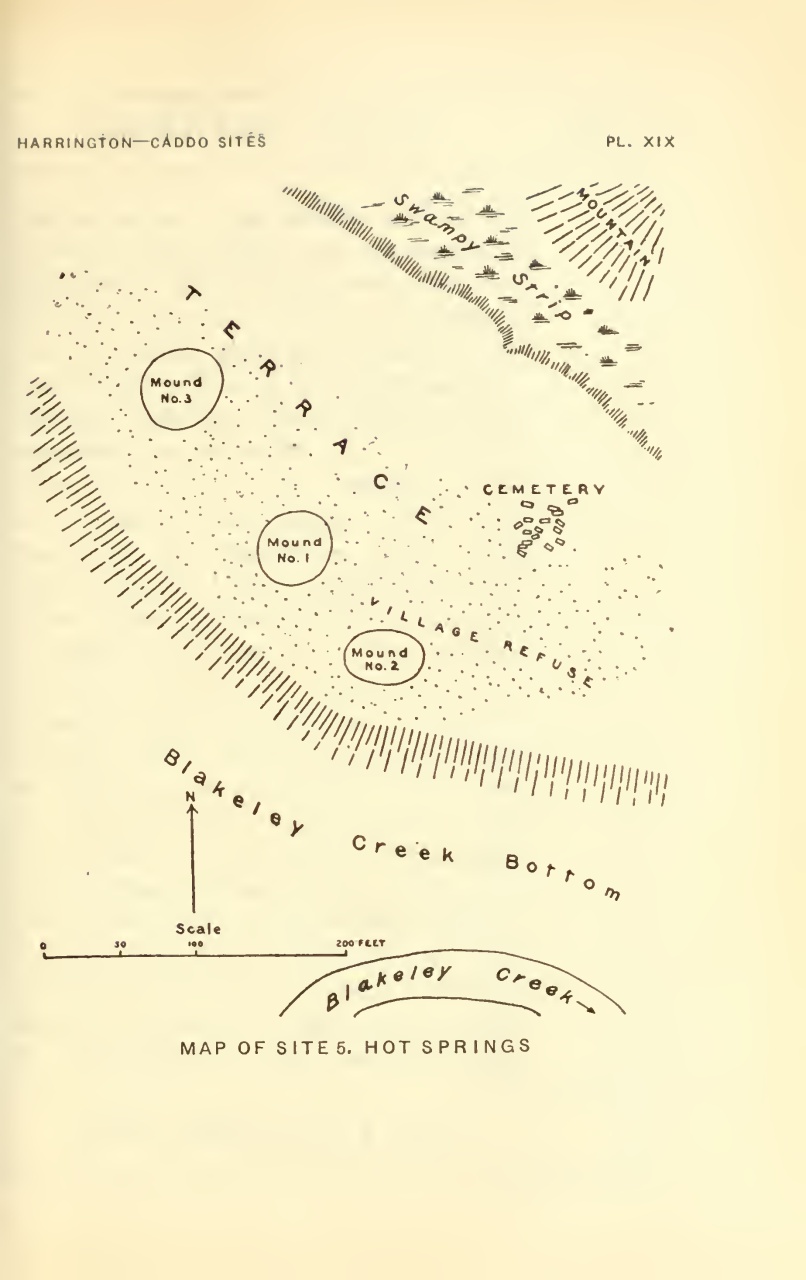 HARRINGTON—CADDO SITES
PL. XIX
MOUNTAIN
Swampy Strip
TERRACE
Mound
No. 3
CEMETERY
Mound
No. 1
VILLAGE REFUSE
Mound
No. 2
Blakeley Creek Bottom
N
Scale
0 50 100 200 FEET
Blakeley Creek
MAP OF SITE 5. HOT SPRINGS